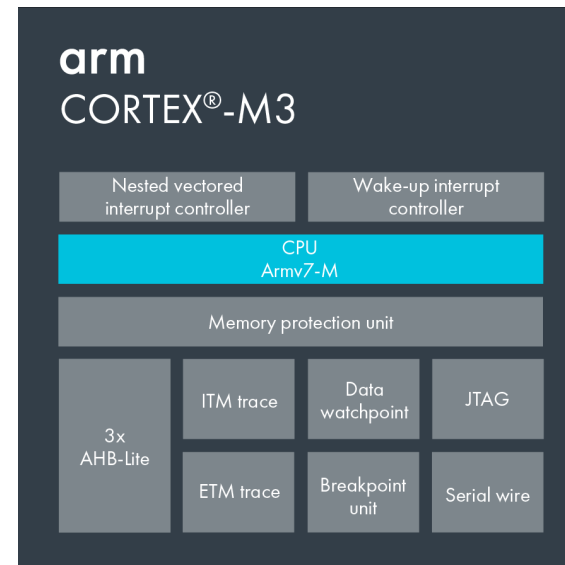 arm
CORTEX®-M3
Nested vectored
interrupt controller
Wake-up interrupt
controller
CPU
Armv7-M
Memory protection unit
3x
AHB-Lite
ITM trace
Data
watchpoint
JTAG
ETM trace
Breakpoint
unit
Serial wire